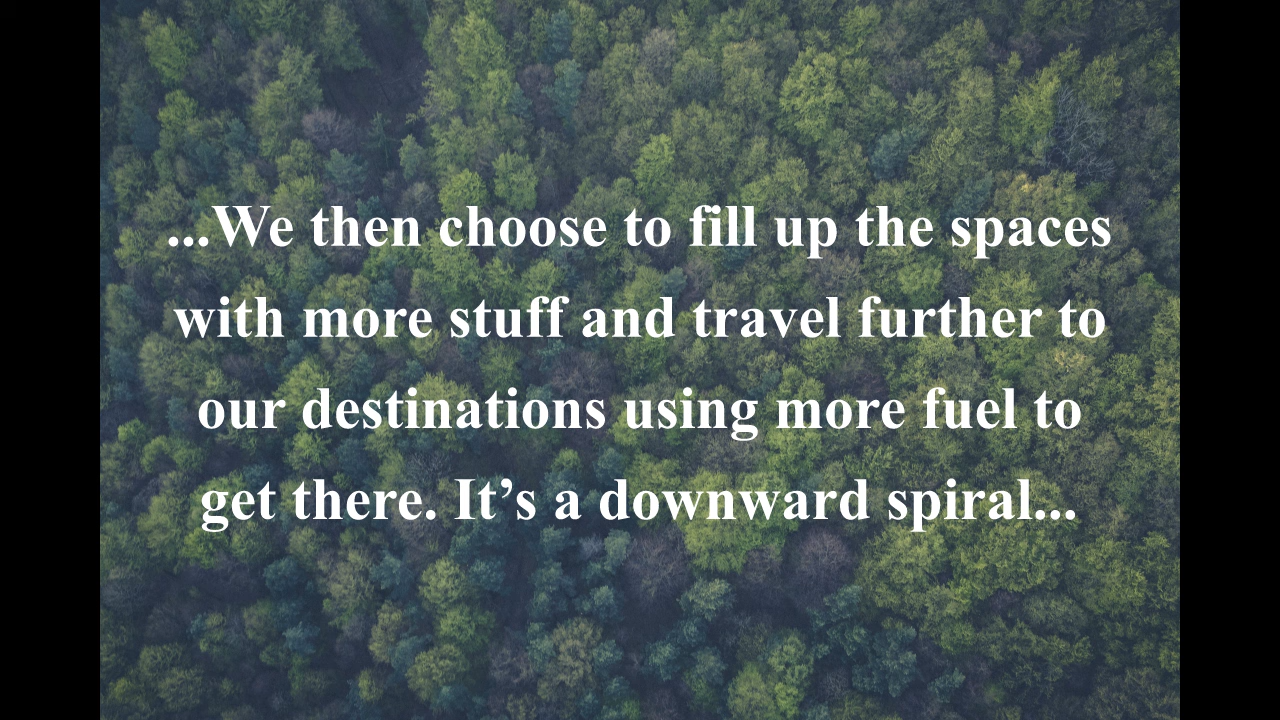 ...We then choose to fill up the spaces
with more stuff and travel further to
our destinations using more fuel to
get there. It’s a downward spiral...